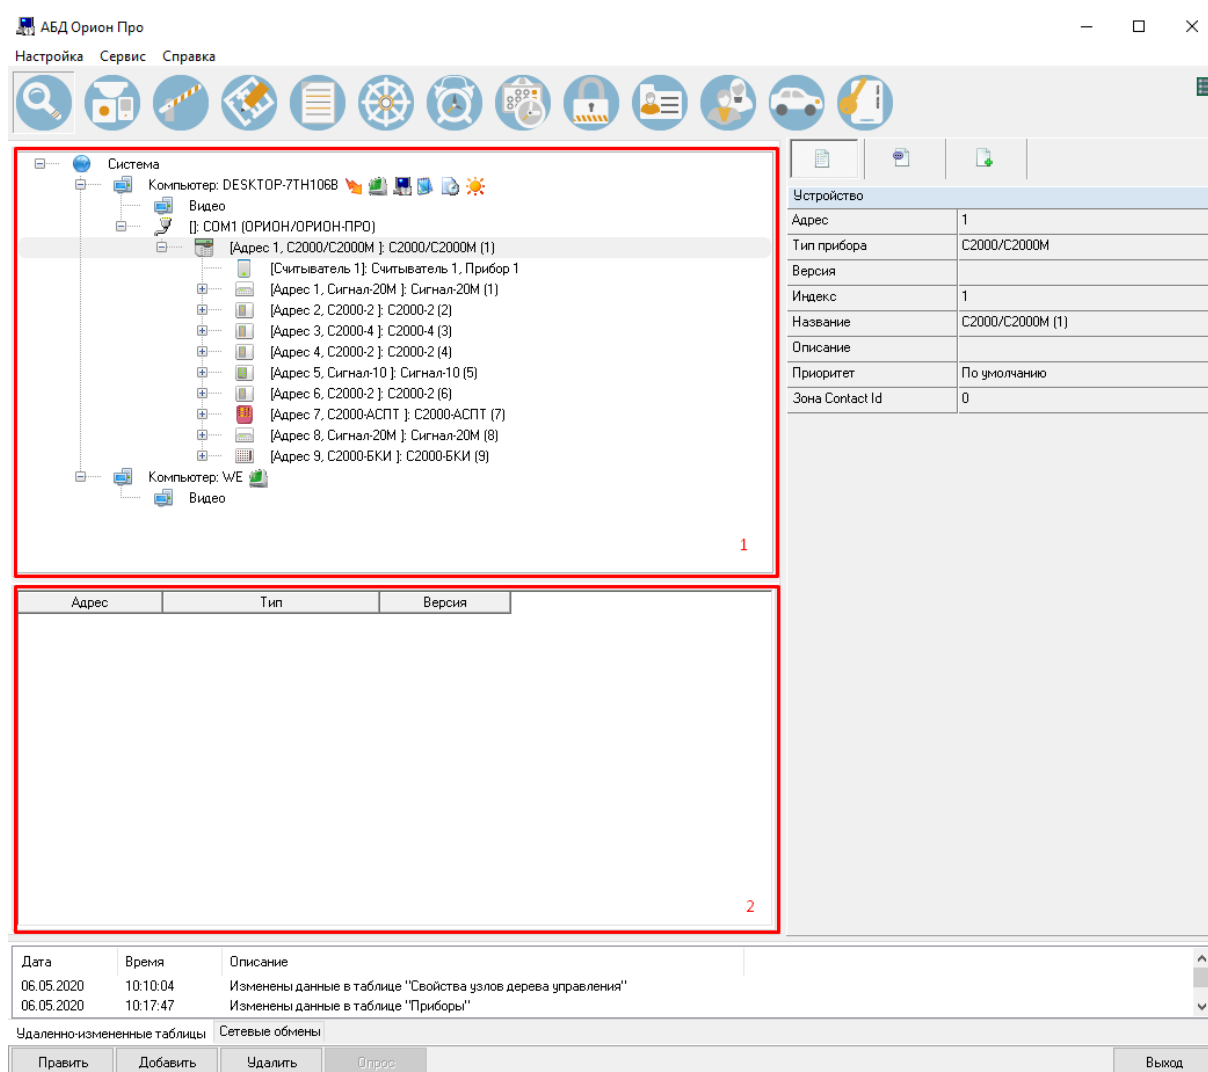 АБД Орион Про
Настройка Сервис Справка
Система
Компьютер: DESKTOP-7TH106B
Видео
[]: COM1 (ОРИОН/ОРИОН-ПРО)
[Адрес 1, С2000/С2000М ]: С2000/С2000М (1)
[Считыватель 1]: Считыватель 1, Прибор 1
[Адрес 1, Сигнал-20М ]: Сигнал-20М (1)
[Адрес 2, С2000-2 ]: С2000-2 (2)
[Адрес 3, С2000-4 ]: С2000-4 (3)
[Адрес 4, С2000-2 ]: С2000-2 (4)
[Адрес 5, Сигнал-10 ]: Сигнал-10 (5)
[Адрес 6, С2000-2 ]: С2000-2 (6)
[Адрес 7, С2000-АСПТ ]: С2000-АСПТ (7)
[Адрес 8, Сигнал-20М ]: Сигнал-20М (8)
[Адрес 9, С2000-БКИ ]: С2000-БКИ (9)
Компьютер: WE
Видео
1
Адрес Тип Версия
2
Устройство
Адрес 1
Тип прибора С2000/С2000М
Версия
Индекс 1
Название С2000/С2000М (1)
Описание
Приоритет По умолчанию
Зона Contact Id 0
Дата Время Описание
06.05.2020 10:10:04 Изменены данные в таблице "Свойства узлов дерева управления"
06.05.2020 10:17:47 Изменены данные в таблице "Приборы"
Удаленно-измененные таблицы Сетевые обмены
Править Добавить Удалить Опрос Выход